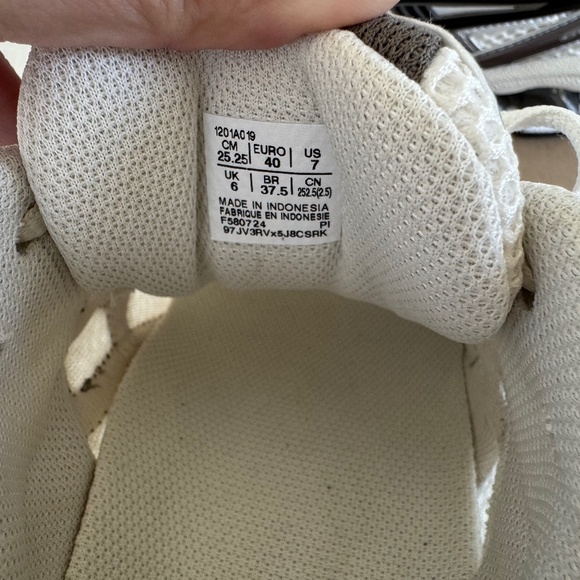 1201A019
CM EURO US
25.25 40 7
UK BR CN
6 37.5 252.5(2.5)
MADE IN INDONESIA
FABRIQUE EN INDONESIE
F580724 PI
97JV3RVx5J8CSRK